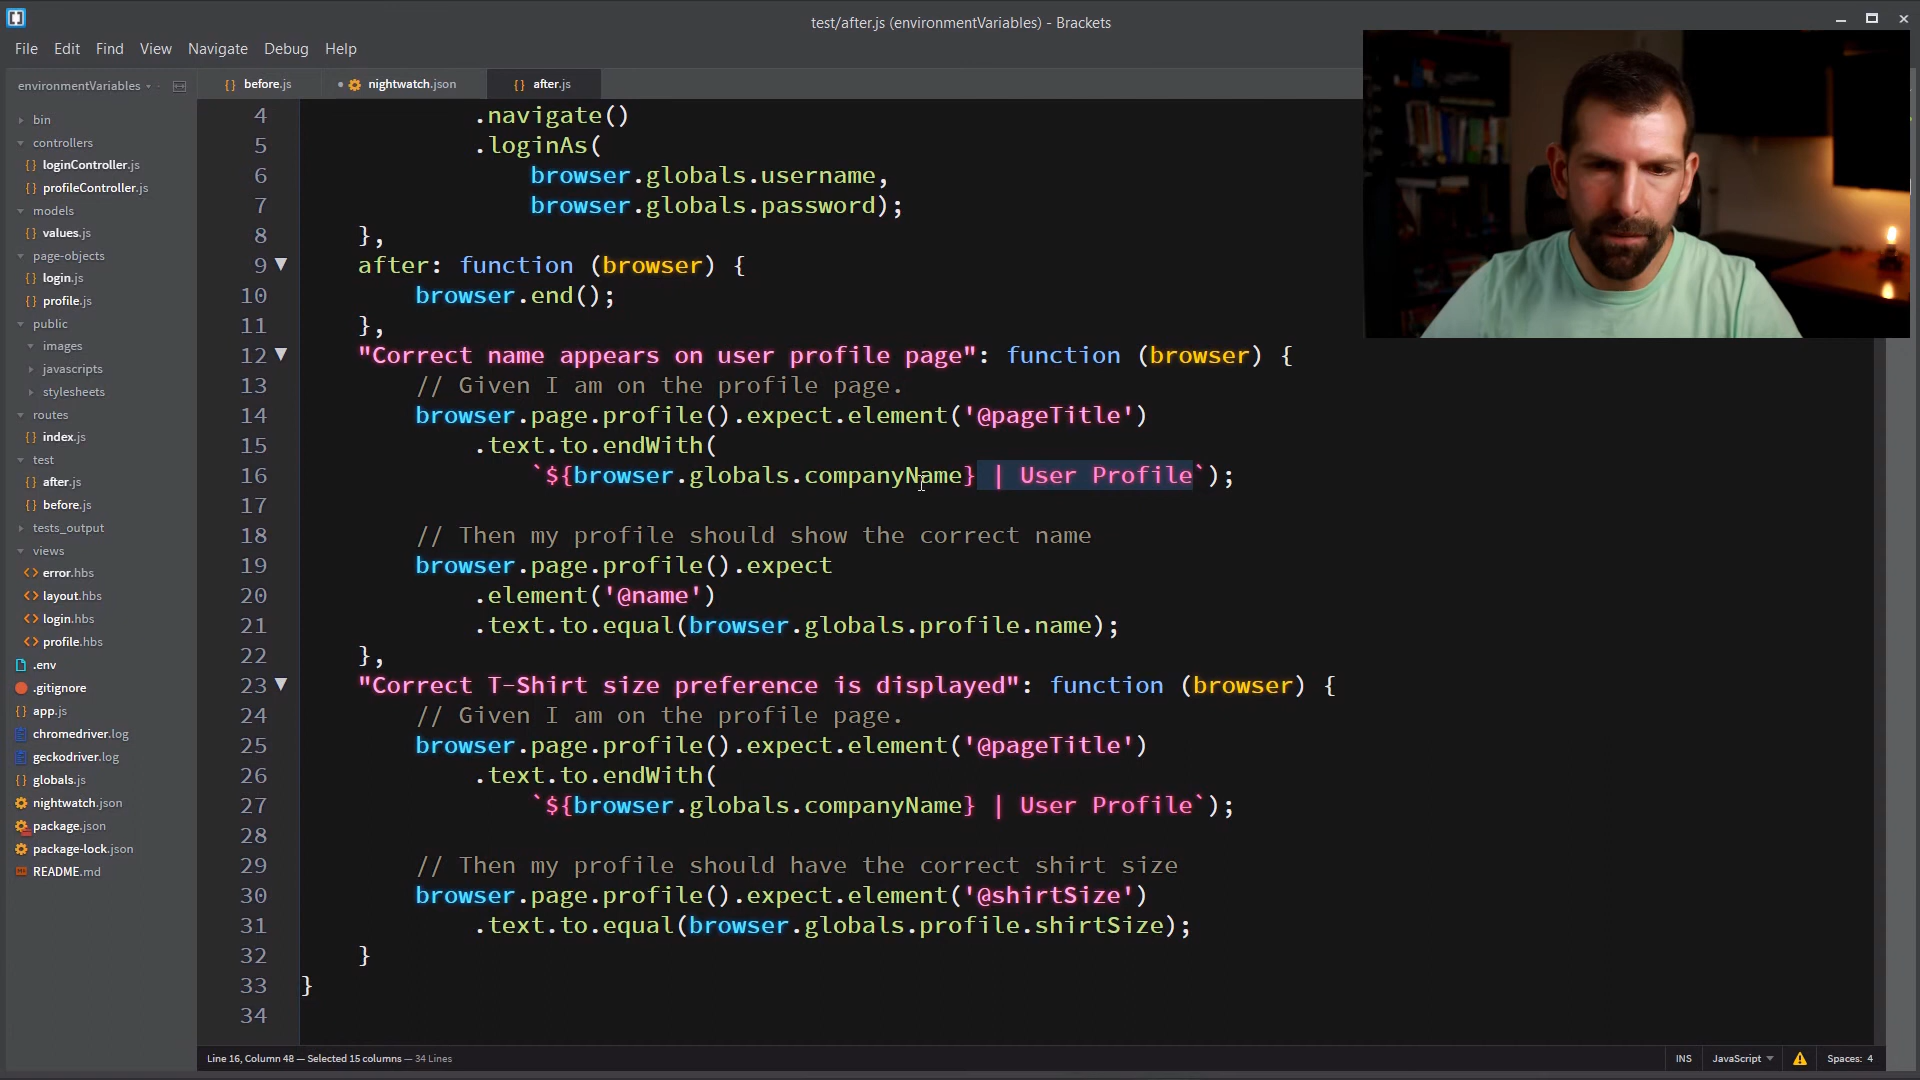 test/after.js (environmentVariables) - Brackets
File Edit Find View Navigate Debug Help
environmentVariables
before.js
nightwatch.json
after.js
bin
controllers
loginController.js
profileController.js
models
values.js
page-objects
login.js
profile.js
public
images
javascripts
stylesheets
routes
index.js
test
after.js
before.js
tests_output
views
error.hbs
layout.hbs
login.hbs
profile.hbs
.env
.gitignore
app.js
chromedriver.log
geckodriver.log
globals.js
nightwatch.json
package.json
package-lock.json
README.md
4 .navigate()
5 .loginAs(
6 browser.globals.username,
7 browser.globals.password);
8 },
9 after: function (browser) {
10 browser.end();
11 },
12 "Correct name appears on user profile page": function (browser) {
13 // Given I am on the profile page.
14 browser.page.profile().expect.element('@pageTitle')
15 .text.to.endWith(
16 `${browser.globals.companyName} | User Profile`);
17
18 // Then my profile should show the correct name
19 browser.page.profile().expect
20 .element('@name')
21 .text.to.equal(browser.globals.profile.name);
22 },
23 "Correct T-Shirt size preference is displayed": function (browser) {
24 // Given I am on the profile page.
25 browser.page.profile().expect.element('@pageTitle')
26 .text.to.endWith(
27 `${browser.globals.companyName} | User Profile`);
28
29 // Then my profile should have the correct shirt size
30 browser.page.profile().expect.element('@shirtSize')
31 .text.to.equal(browser.globals.profile.shirtSize);
32 }
33 }
34
Line 16, Column 48 — Selected 15 columns — 34 Lines
INS JavaScript Spaces: 4